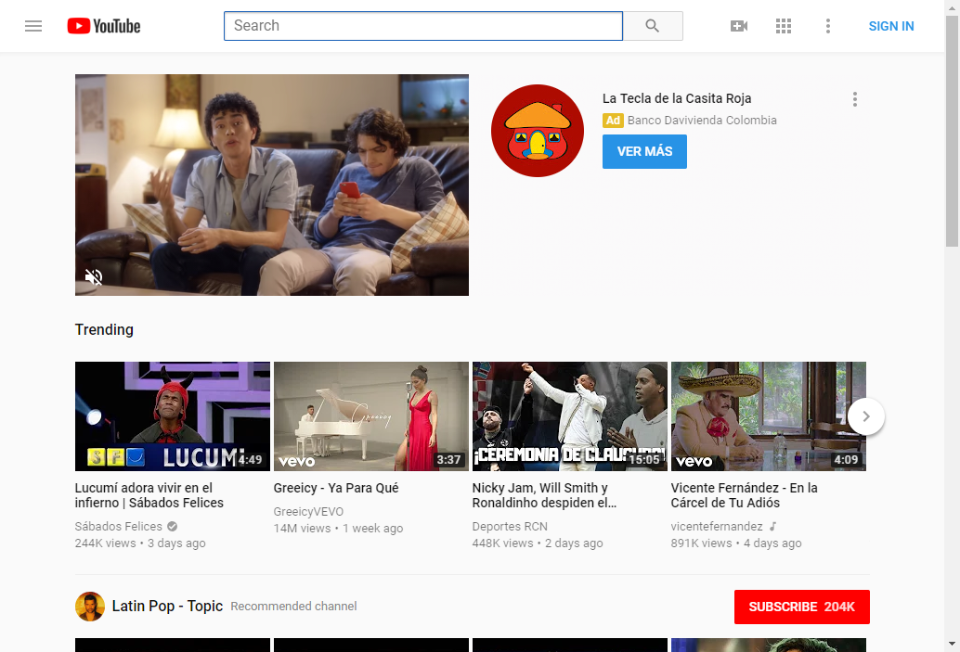 YouTube
Search
SIGN IN
La Tecla de la Casita Roja
Ad Banco Davivienda Colombia
VER MÁS
Trending
SF LUCUMÍ 4:49
Greeicy
vevo 3:37
¡CEREMONIA DE CLAUSURA! 15:05
vevo 4:09
Lucumí adora vivir en el
infierno | Sábados Felices
Sábados Felices
244K views • 3 days ago
Greeicy - Ya Para Qué
GreeicyVEVO
14M views • 1 week ago
Nicky Jam, Will Smith y
Ronaldinho despiden el...
Deportes RCN
448K views • 2 days ago
Vicente Fernández - En la
Cárcel de Tu Adiós
vicentefernandez
891K views • 4 days ago
Latin Pop - Topic Recommended channel
SUBSCRIBE 204K